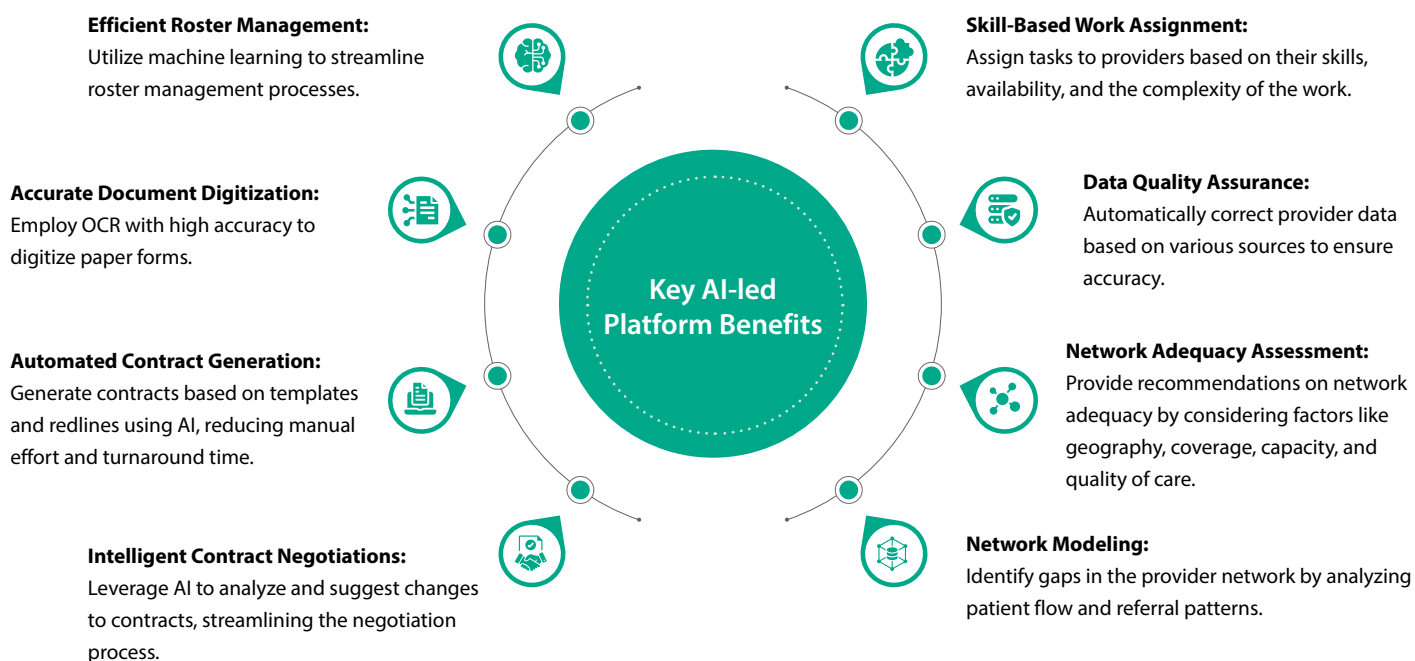 Efficient Roster Management:
Utilize machine learning to streamline
roster management processes.
Accurate Document Digitization:
Employ OCR with high accuracy to
digitize paper forms.
Automated Contract Generation:
Generate contracts based on templates
and redlines using AI, reducing manual
effort and turnaround time.
Intelligent Contract Negotiations:
Leverage AI to analyze and suggest changes
to contracts, streamlining the negotiation
process.
Key AI-led
Platform Benefits
Skill-Based Work Assignment:
Assign tasks to providers based on their skills,
availability, and the complexity of the work.
Data Quality Assurance:
Automatically correct provider data
based on various sources to ensure
accuracy.
Network Adequacy Assessment:
Provide recommendations on network
adequacy by considering factors like
geography, coverage, capacity, and
quality of care.
Network Modeling:
Identify gaps in the provider network by analyzing
patient flow and referral patterns.